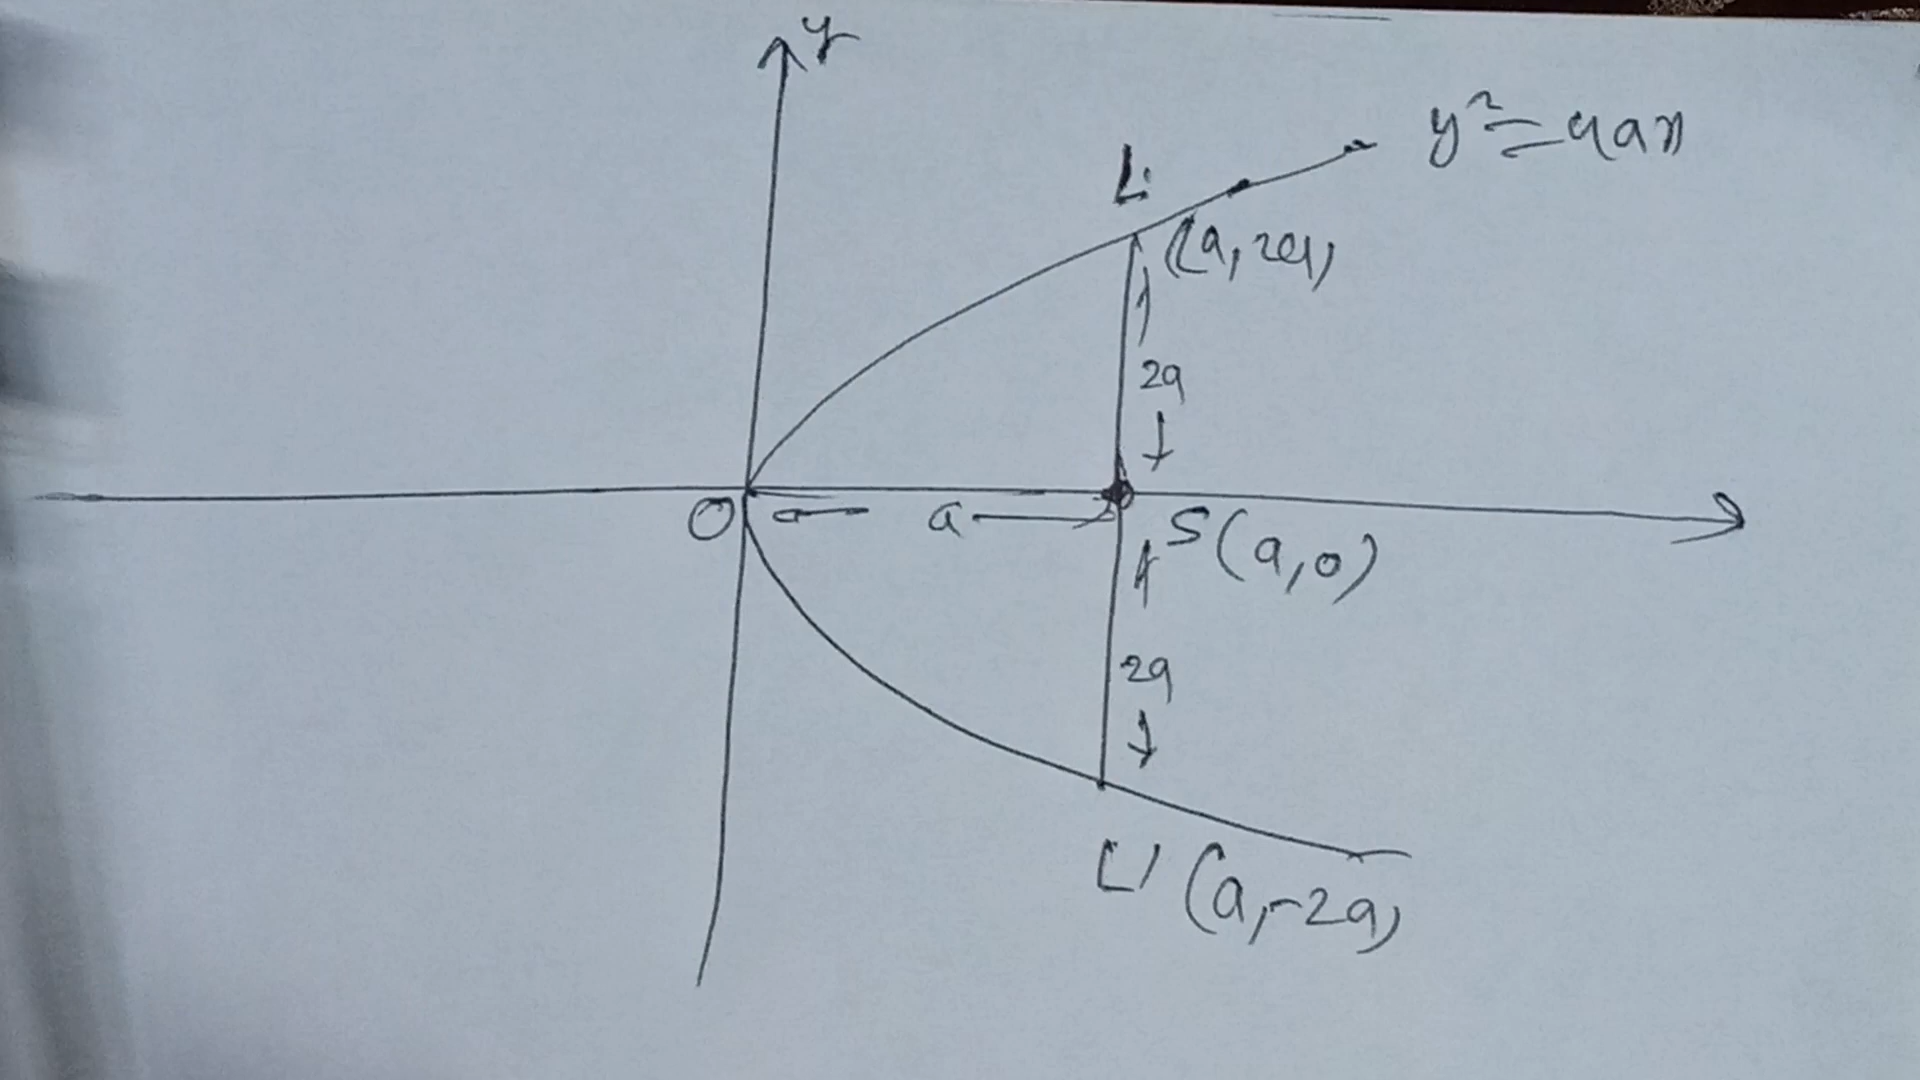 y
y² = 4ax
L
(a, 2a)
2a
O
a
S(a,0)
2a
L' (a,-2a)